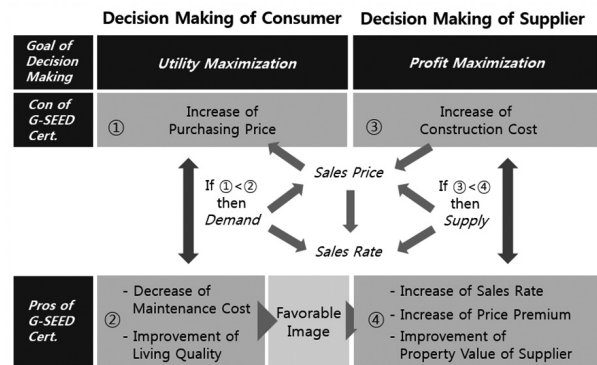 Decision Making of Consumer
Decision Making of Supplier
Goal of
Decision
Making
Utility Maximization
Profit Maximization
Con of
G-SEED
Cert.
①
Increase of
Purchasing Price
③
Increase of
Construction Cost
If ①<②
then
Demand
Sales Price
Sales Rate
If ③<④
then
Supply
Pros of
G-SEED
Cert.
②
- Decrease of
Maintenance Cost
- Improvement of
Living Quality
Favorable
Image
④
- Increase of Sales Rate
- Increase of Price Premium
- Improvement of
Property Value of Supplier